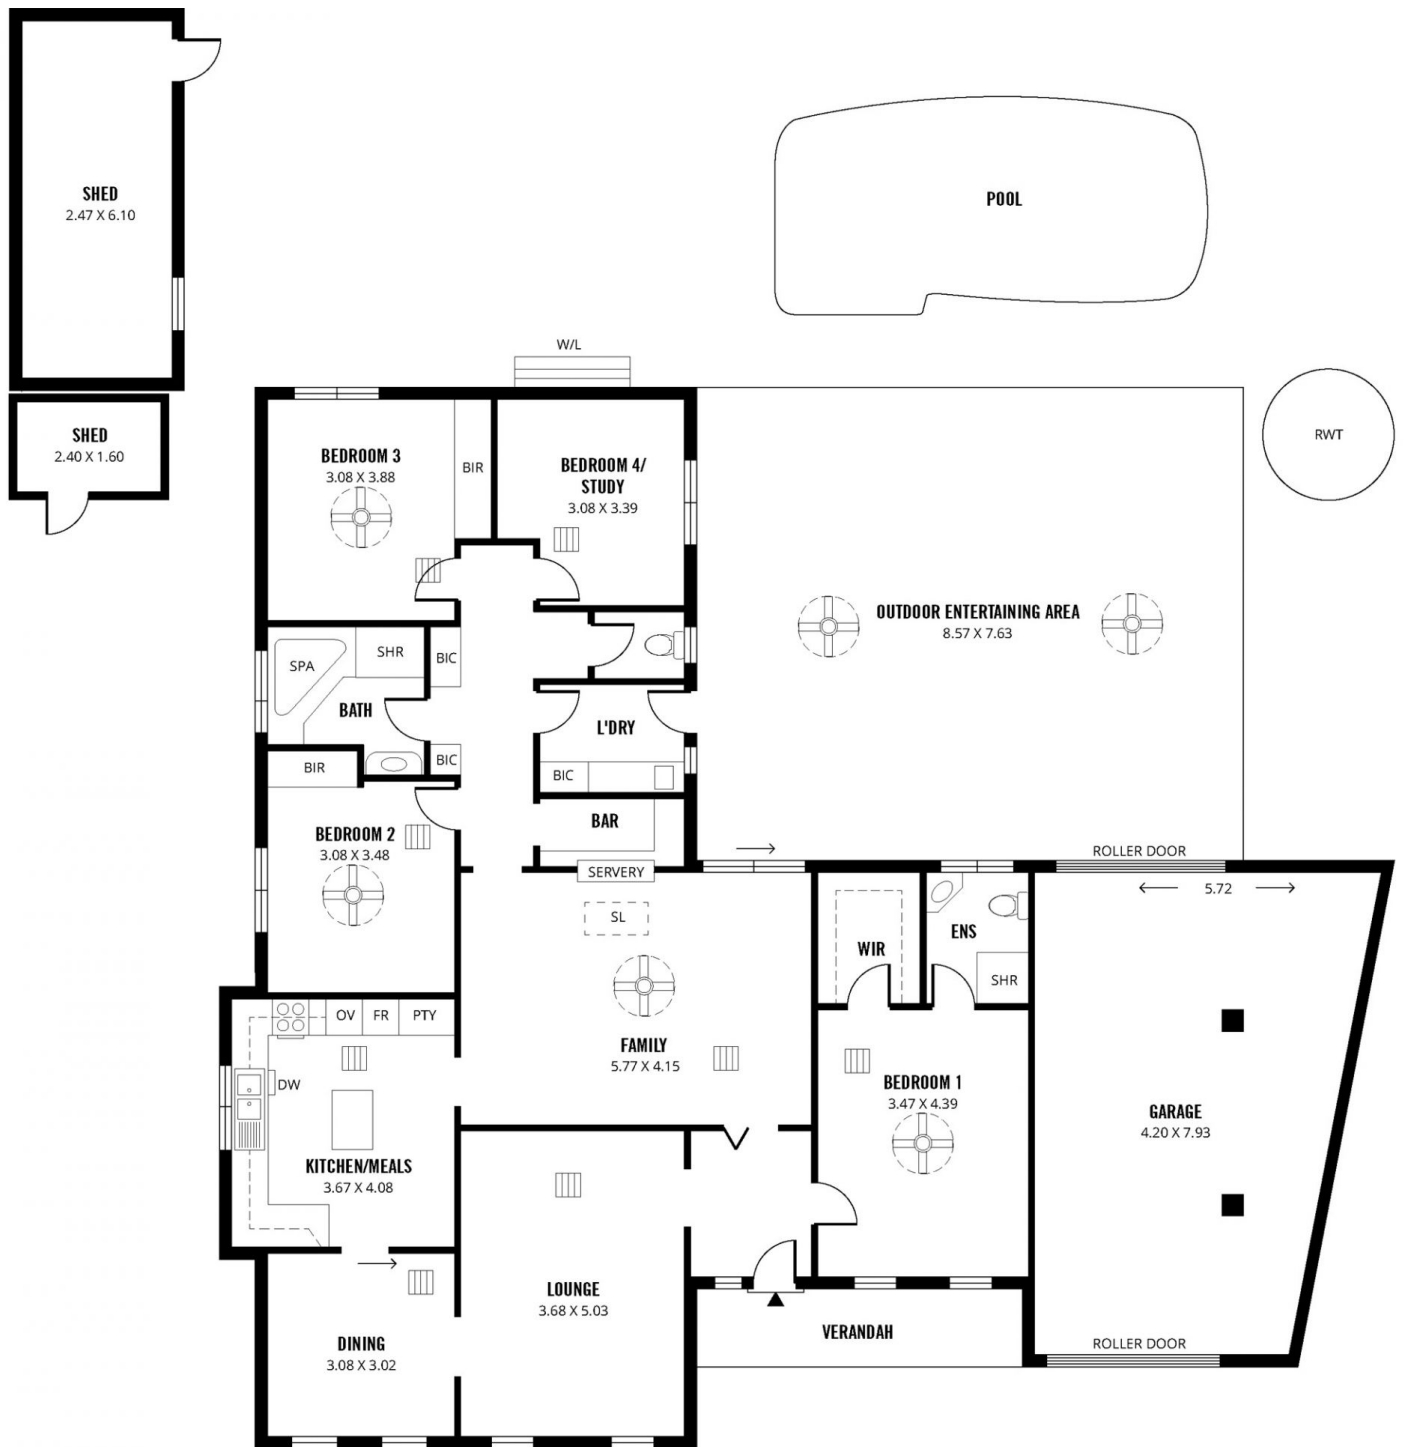 SHED
2.47 X 6.10
POOL
W/L
SHED
2.40 X 1.60
RWT
BEDROOM 3
3.08 X 3.88
BIR
BEDROOM 4/
STUDY
3.08 X 3.39
OUTDOOR ENTERTAINING AREA
8.57 X 7.63
SPA
SHR
BIC
BATH
L'DRY
BIR
BIC
BIC
BAR
BEDROOM 2
3.08 X 3.48
SERVERY
ROLLER DOOR
5.72
SL
WIR
ENS
SHR
OV
FR
PTY
FAMILY
5.77 X 4.15
DW
BEDROOM 1
3.47 X 4.39
GARAGE
4.20 X 7.93
KITCHEN/MEALS
3.67 X 4.08
LOUNGE
3.68 X 5.03
VERANDAH
DINING
3.08 X 3.02
ROLLER DOOR